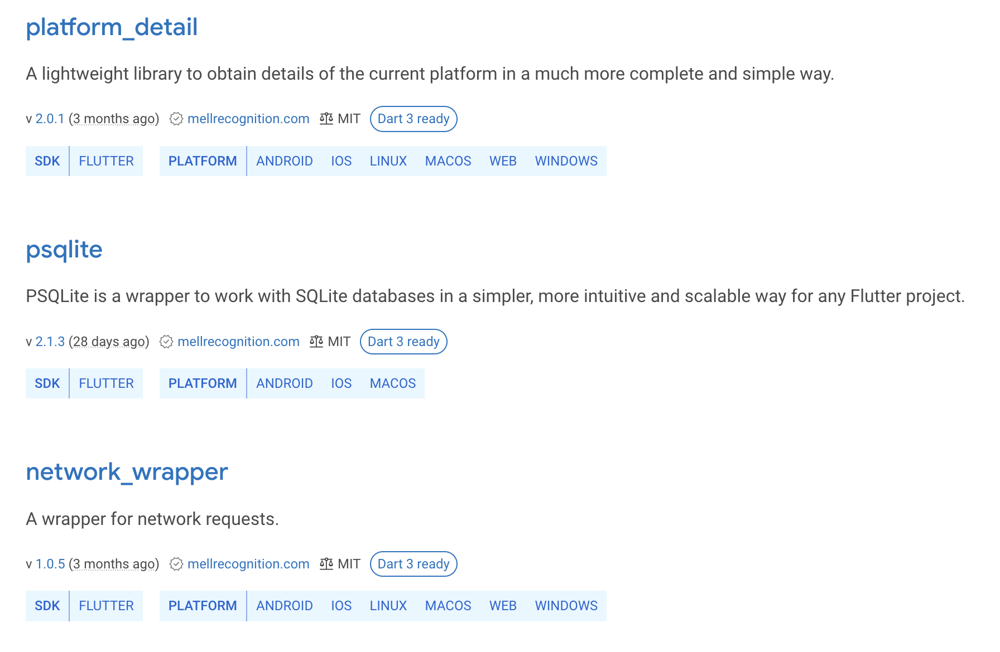 platform_detail
A lightweight library to obtain details of the current platform in a much more complete and simple way.
v 2.0.1 (3 months ago) mellrecognition.com MIT Dart 3 ready
SDK FLUTTER PLATFORM ANDROID IOS LINUX MACOS WEB WINDOWS
psqlite
PSQLite is a wrapper to work with SQLite databases in a simpler, more intuitive and scalable way for any Flutter project.
v 2.1.3 (28 days ago) mellrecognition.com MIT Dart 3 ready
SDK FLUTTER PLATFORM ANDROID IOS MACOS
network_wrapper
A wrapper for network requests.
v 1.0.5 (3 months ago) mellrecognition.com MIT Dart 3 ready
SDK FLUTTER PLATFORM ANDROID IOS LINUX MACOS WEB WINDOWS